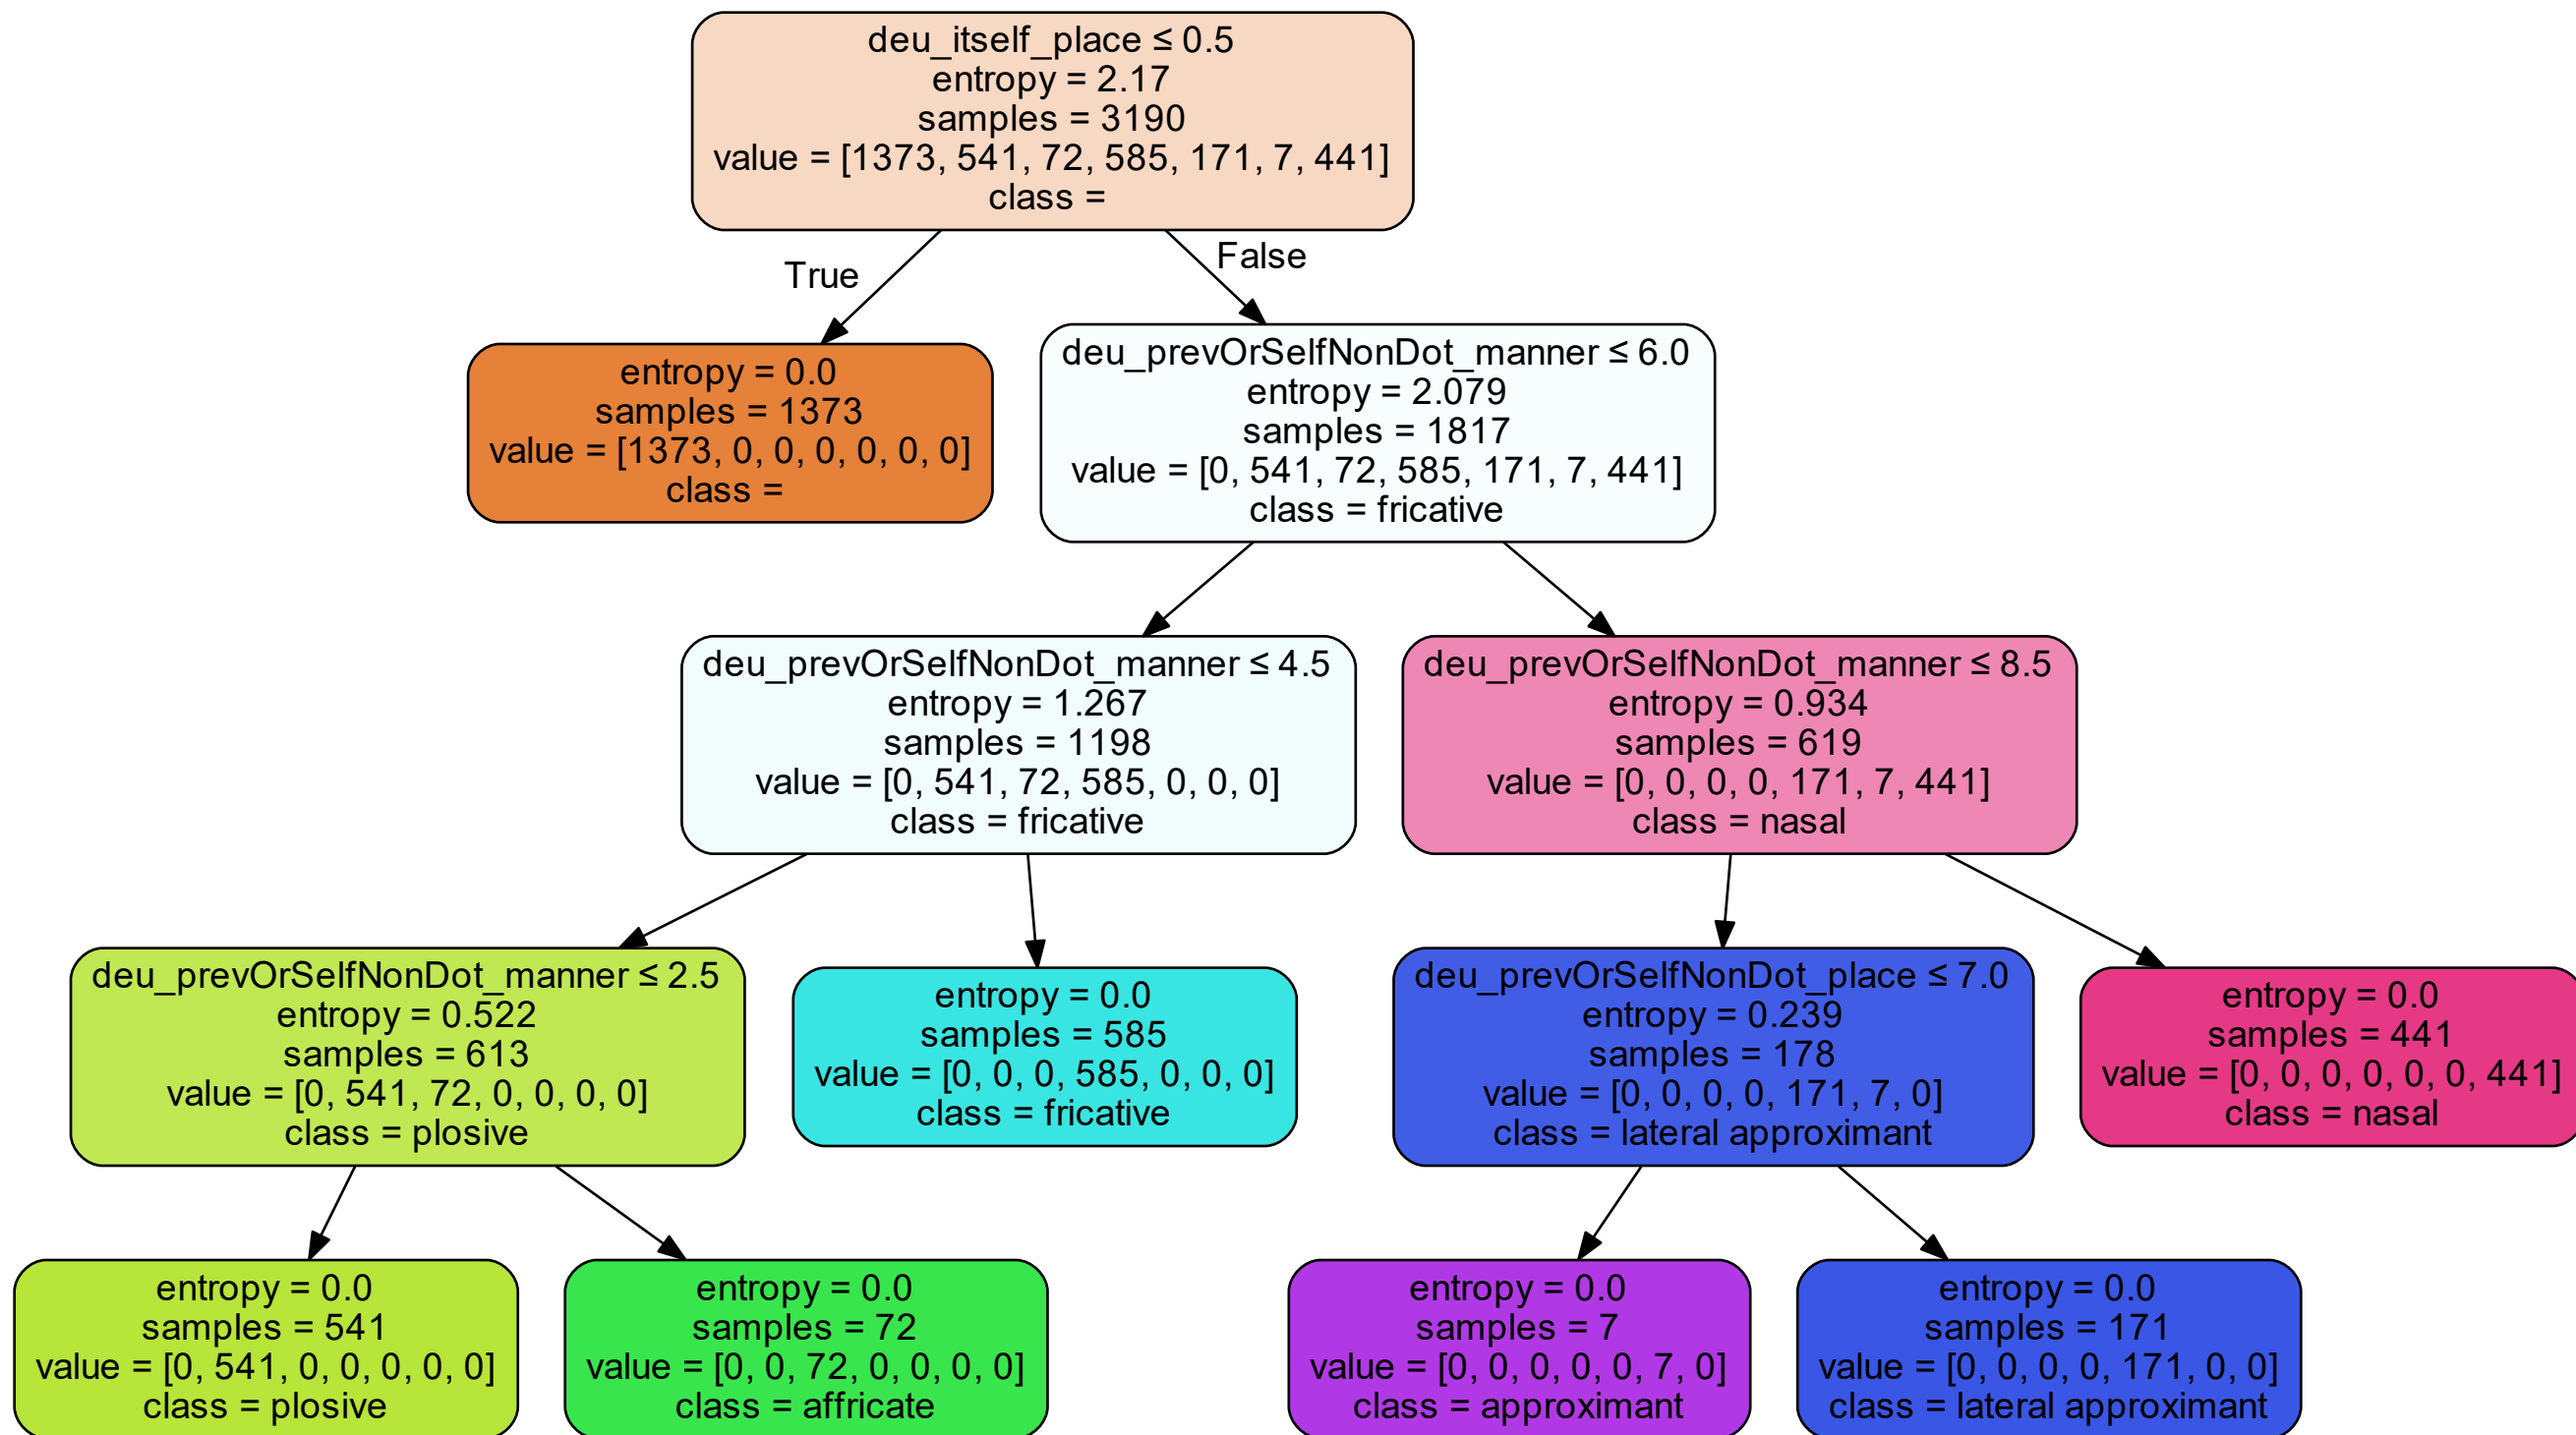 deu_itself_place ≤ 0.5
entropy = 2.17
samples = 3190
value = [1373, 541, 72, 585, 171, 7, 441]
class =
True
False
entropy = 0.0
samples = 1373
value = [1373, 0, 0, 0, 0, 0, 0]
class =
deu_prevOrSelfNonDot_manner ≤ 6.0
entropy = 2.079
samples = 1817
value = [0, 541, 72, 585, 171, 7, 441]
class = fricative
deu_prevOrSelfNonDot_manner ≤ 4.5
entropy = 1.267
samples = 1198
value = [0, 541, 72, 585, 0, 0, 0]
class = fricative
deu_prevOrSelfNonDot_manner ≤ 8.5
entropy = 0.934
samples = 619
value = [0, 0, 0, 0, 171, 7, 441]
class = nasal
deu_prevOrSelfNonDot_manner ≤ 2.5
entropy = 0.522
samples = 613
value = [0, 541, 72, 0, 0, 0, 0]
class = plosive
entropy = 0.0
samples = 585
value = [0, 0, 0, 585, 0, 0, 0]
class = fricative
deu_prevOrSelfNonDot_place ≤ 7.0
entropy = 0.239
samples = 178
value = [0, 0, 0, 0, 171, 7, 0]
class = lateral approximant
entropy = 0.0
samples = 441
value = [0, 0, 0, 0, 0, 0, 441]
class = nasal
entropy = 0.0
samples = 541
value = [0, 541, 0, 0, 0, 0, 0]
class = plosive
entropy = 0.0
samples = 72
value = [0, 0, 72, 0, 0, 0, 0]
class = affricate
entropy = 0.0
samples = 7
value = [0, 0, 0, 0, 0, 7, 0]
class = approximant
entropy = 0.0
samples = 171
value = [0, 0, 0, 0, 171, 0, 0]
class = lateral approximant